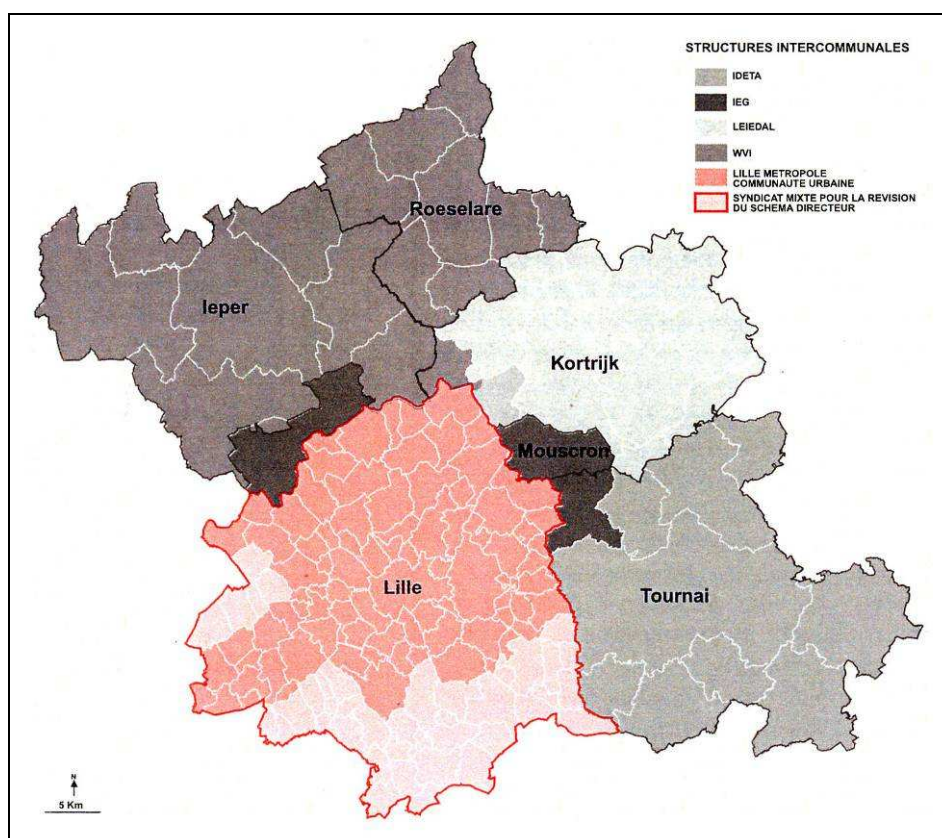 STRUCTURES INTERCOMMUNALES
IDETA
IEG
LEIEDAL
WVI
LILLE METROPOLE
COMMUNAUTE URBAINE
SYNDICAT MIXTE POUR LA REVISION
DU SCHEMA DIRECTEUR
Roeselare
Ieper
Kortrijk
Mouscron
Lille
Tournai
N
5 Km